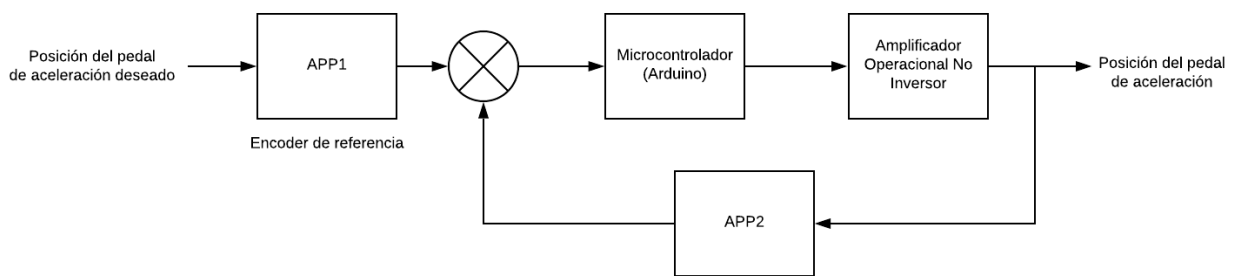 Posición del pedal
de aceleración deseado
APP1
Encoder de referencia
Microcontrolador
(Arduino)
Amplificador
Operacional No
Inversor
Posición del pedal
de aceleración
APP2